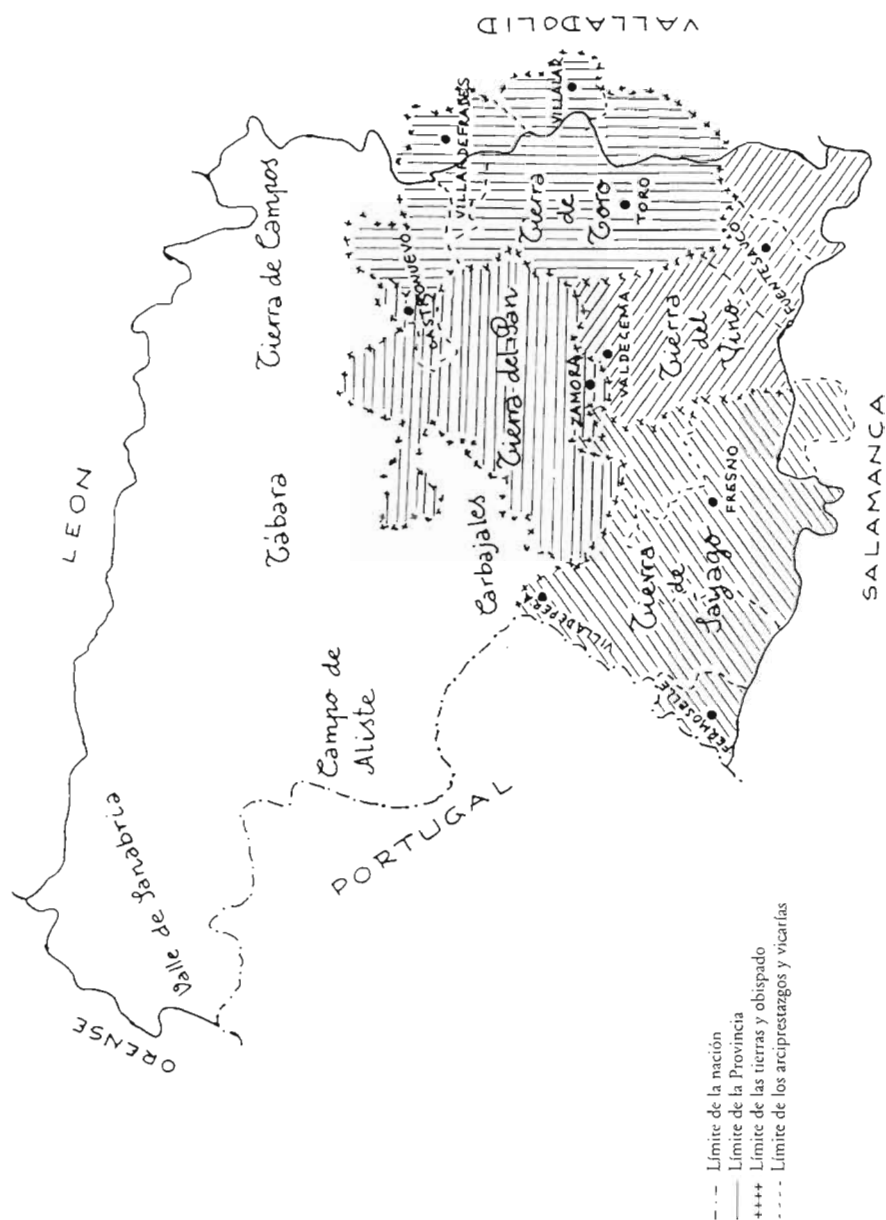 LEON
ORENSE
Valle de Sanabria
PORTUGAL
Campo de
Aliste
Tábara
Carbajales
Tierra de Campos
VALLADOLID
SALAMANCA
CASTRONUEVO
VILLARDEFRADES
VILLALAR
Tierra
de
Toro
TORO
Tierra del Pan
ZAMORA
VALDEGEMA
Tierra
del
Vino
FUENTESAUCO
Tierra
de
Sayago
FRESNO
VILLADEPERA
FERMOSELLE
Límite de la nación
Límite de la Provincia
Límite de las tierras y obispado
Límite de los arciprestazgos y vicarías